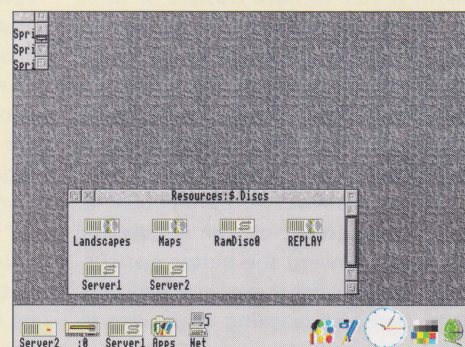 Spri
Spri
Spri
Resources:$.Discs
Landscapes Maps RamDisc0 REPLAY
Server1 Server2
Server2 :0 Server1 Apps Net